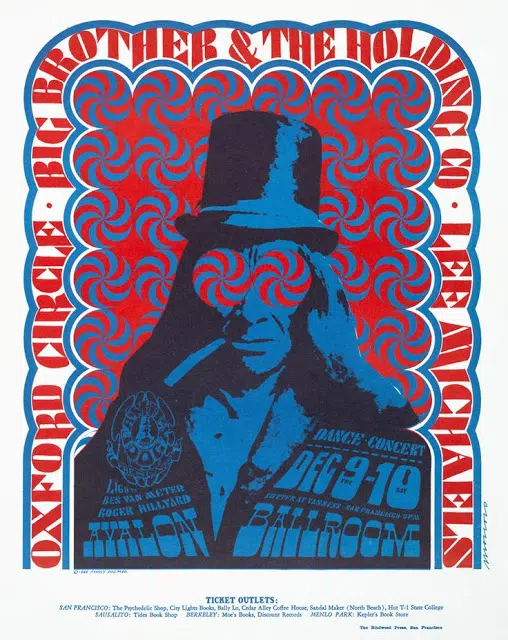 OXFORD CIRCLE · BIG BROTHER & THE HOLDING CO · LEE MICHAELS
DANCE CONCERT
DEC 9-10
FRI
SAT
SUTTER AT VAN NESS · SAN FRANCISCO 9PM
LIGHTS
BEN VAN METER
ROGER HILLYARD
AVALON BALLROOM
TICKET OUTLETS:
SAN FRANCISCO: The Psychedelic Shop, City Lights Books, Bally Lo, Cedar Alley Coffee House, Sandal Maker (North Beach), Hut T-1 State College
SAUSALITO: Tides Book Shop BERKELEY: Moe's Books, Discount Records MENLO PARK: Kepler's Book Store
The Bindweed Press, San Francisco